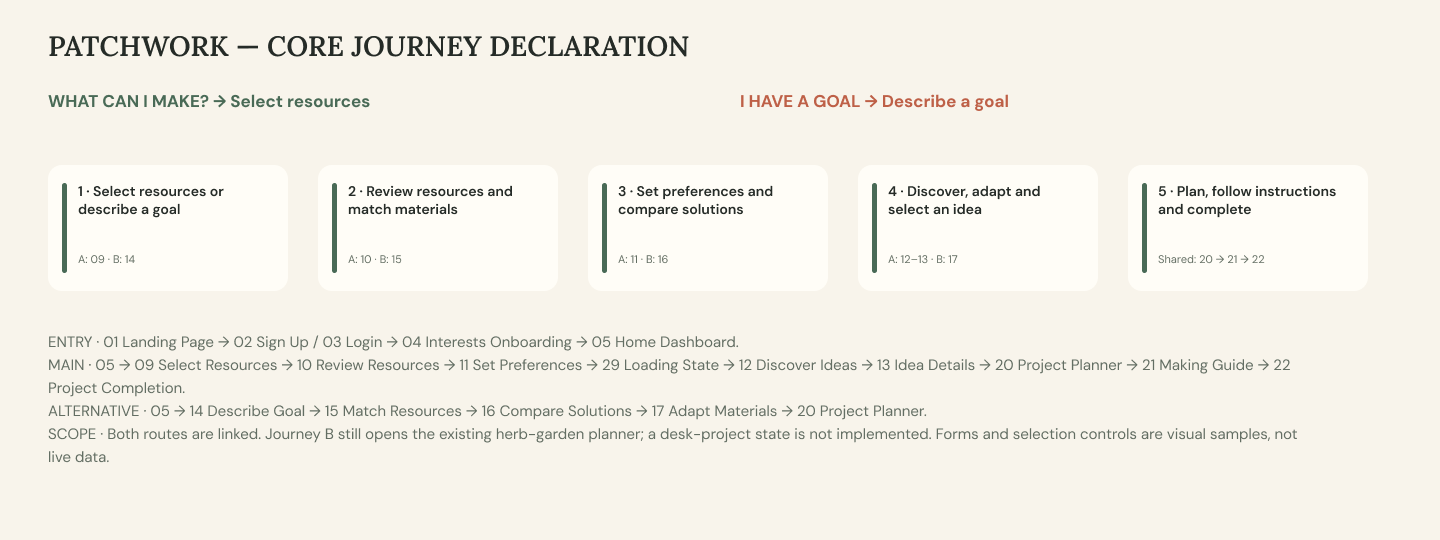 PATCHWORK — CORE JOURNEY DECLARATION
WHAT CAN I MAKE? → Select resources
I HAVE A GOAL → Describe a goal
1 · Select resources or
describe a goal
A: 09 · B: 14
2 · Review resources and
match materials
A: 10 · B: 15
3 · Set preferences and
compare solutions
A: 11 · B: 16
4 · Discover, adapt and
select an idea
A: 12–13 · B: 17
5 · Plan, follow instructions
and complete
Shared: 20 → 21 → 22
ENTRY · 01 Landing Page → 02 Sign Up / 03 Login → 04 Interests Onboarding → 05 Home Dashboard.
MAIN · 05 → 09 Select Resources → 10 Review Resources → 11 Set Preferences → 29 Loading State → 12 Discover Ideas → 13 Idea Details → 20 Project Planner → 21 Making Guide → 22
Project Completion.
ALTERNATIVE · 05 → 14 Describe Goal → 15 Match Resources → 16 Compare Solutions → 17 Adapt Materials → 20 Project Planner.
SCOPE · Both routes are linked. Journey B still opens the existing herb-garden planner; a desk-project state is not implemented. Forms and selection controls are visual samples, not
live data.